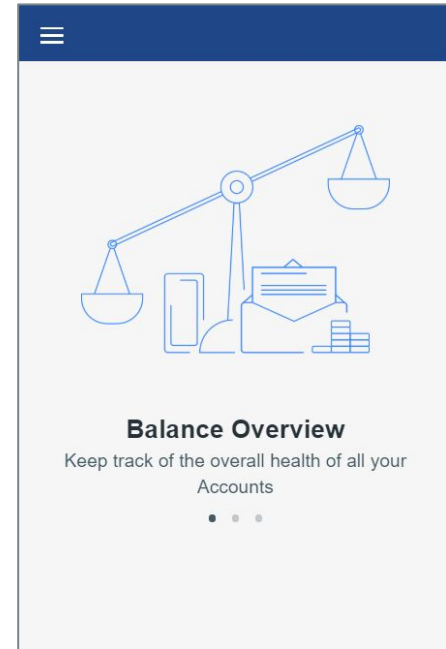 Balance Overview
Keep track of the overall health of all your
Accounts